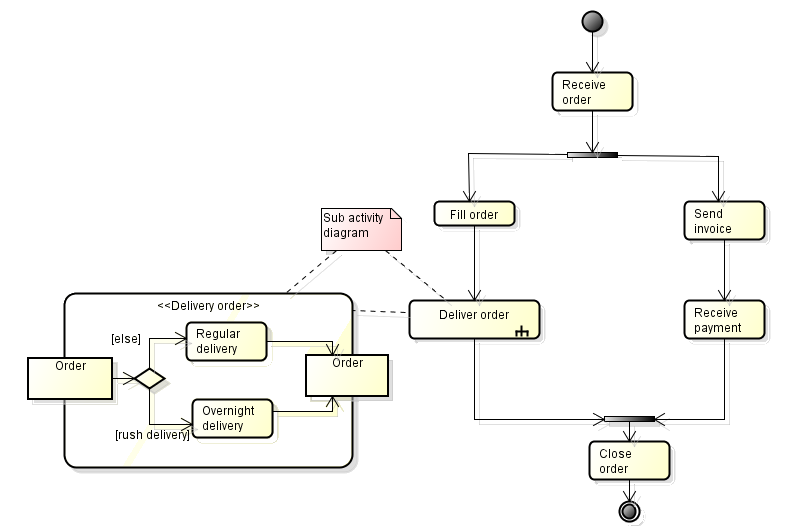 Receive
order
Fill order
Send
invoice
Sub activity
diagram
<<Delivery order>>
Deliver order
Receive
payment
[else]
Regular
delivery
Order
Order
Overnight
delivery
[rush delivery]
Close
order